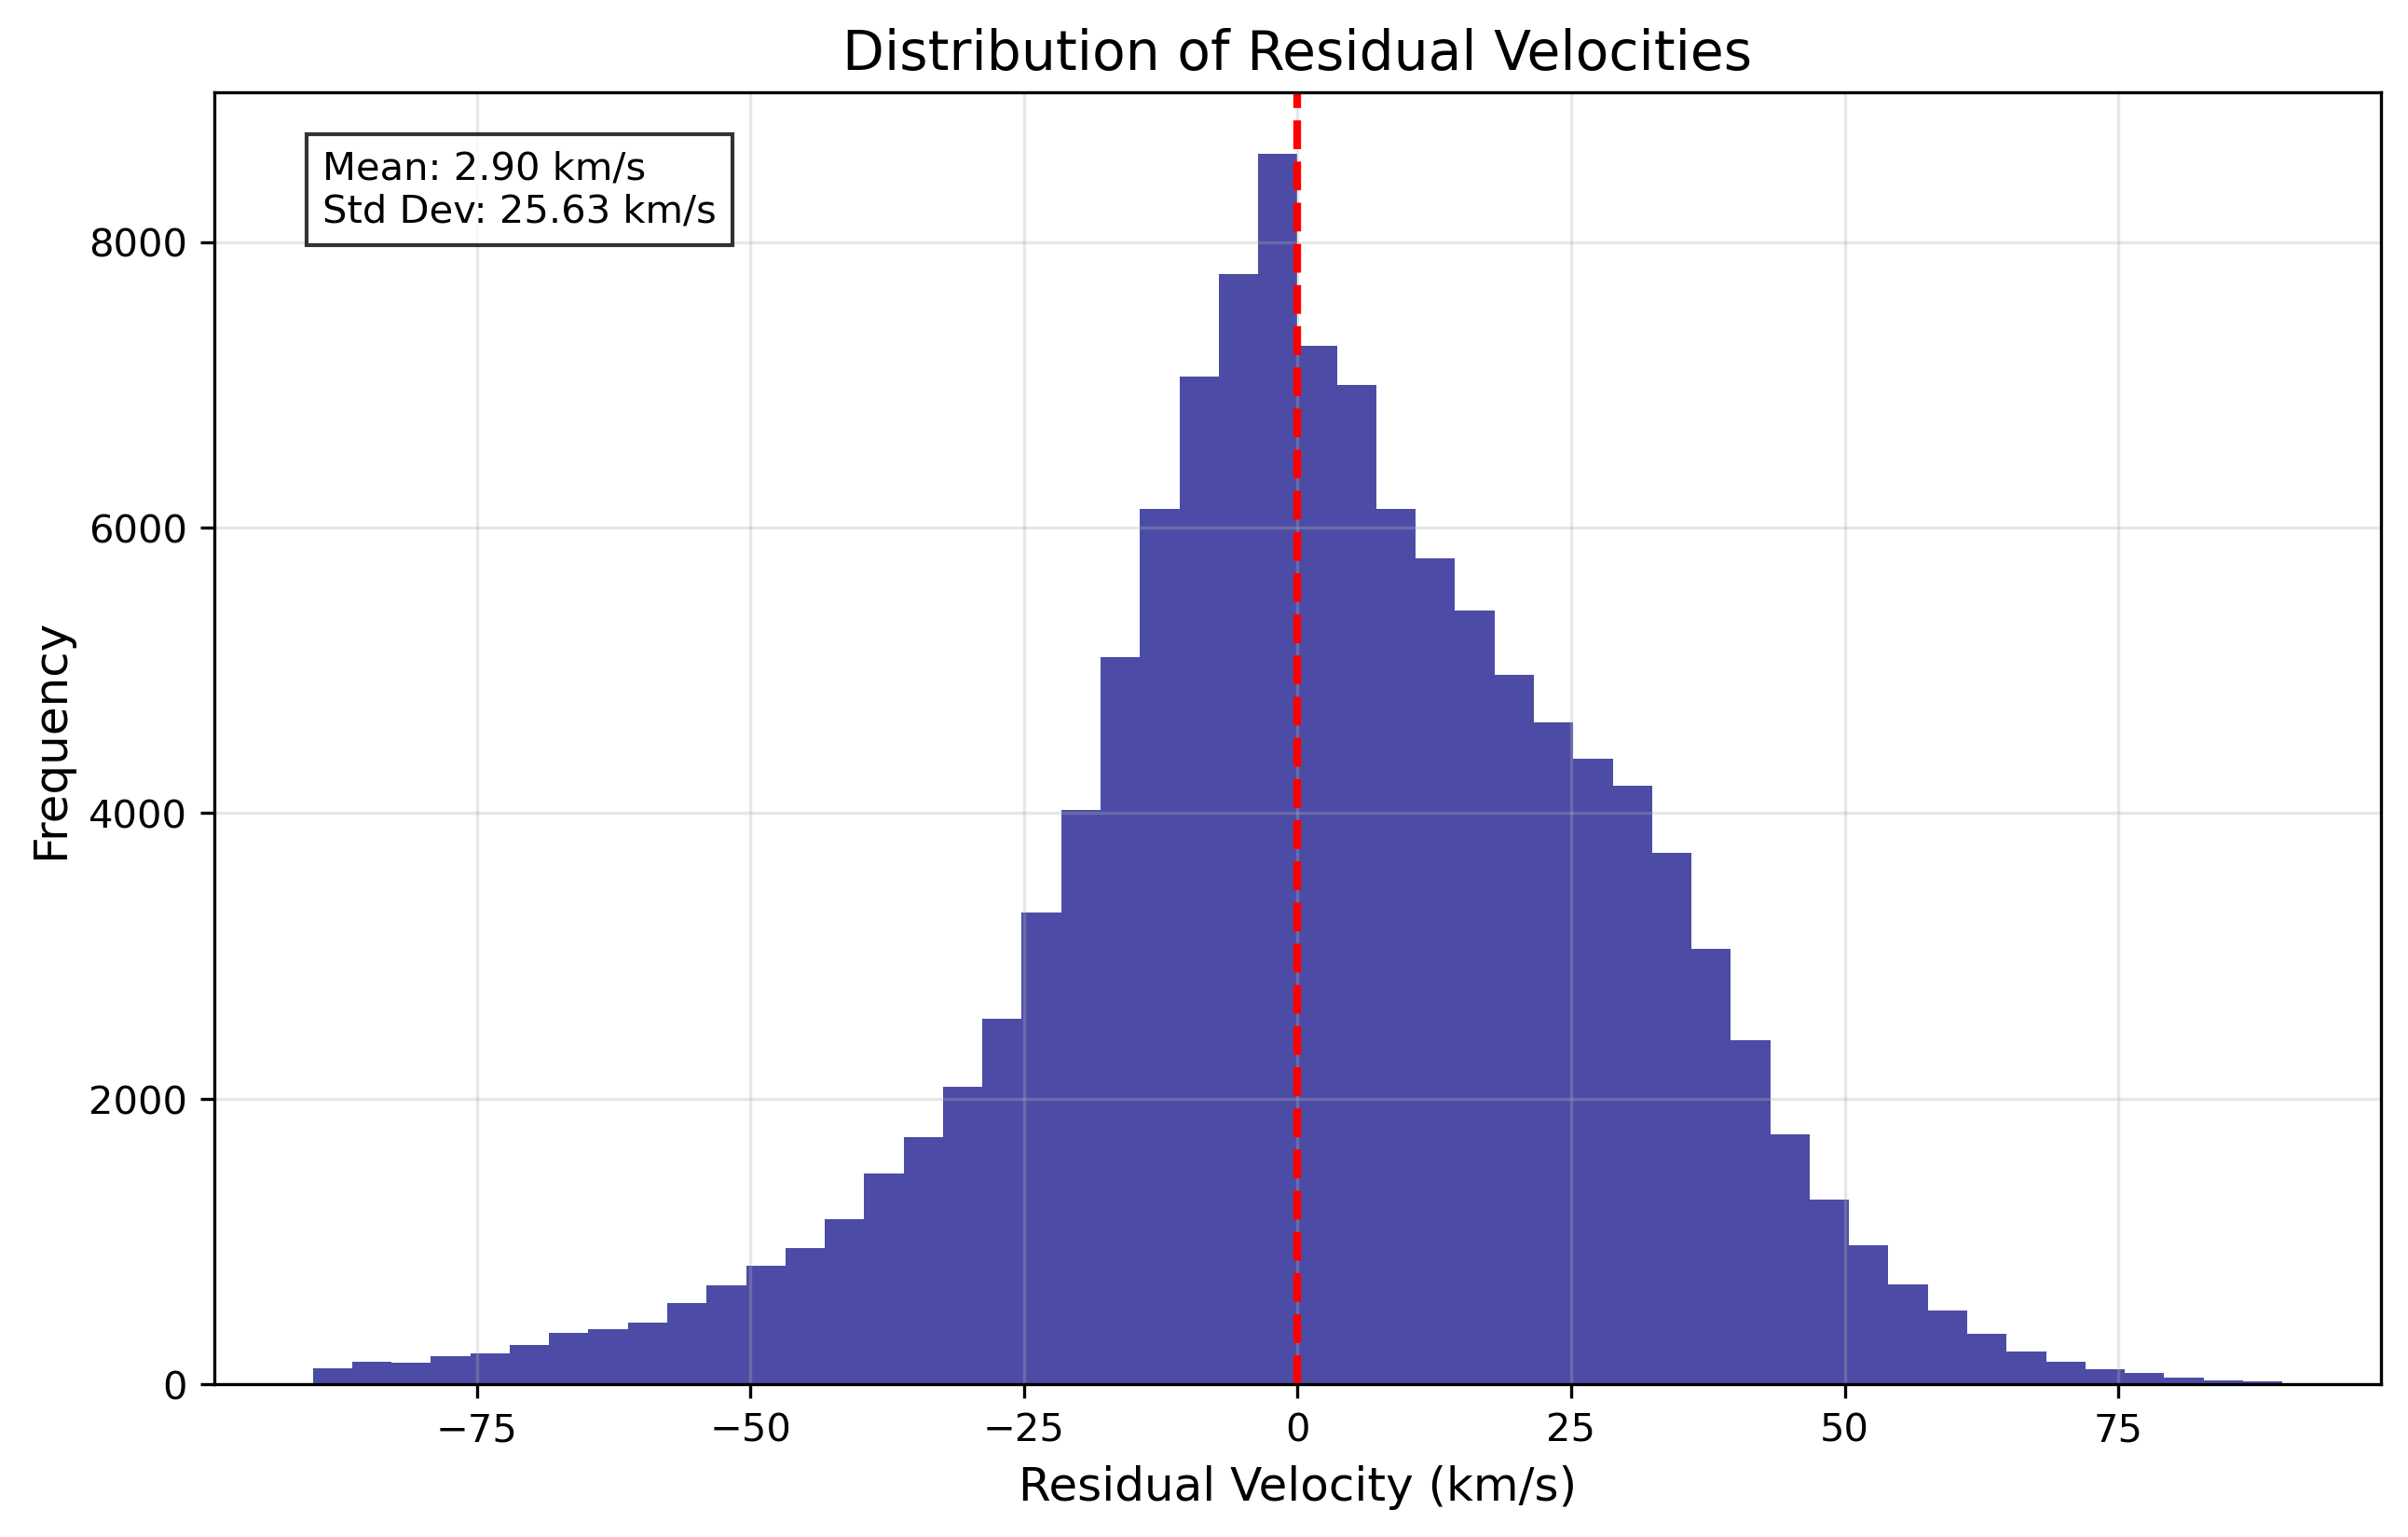 Distribution of Residual Velocities
Mean: 2.90 km/s
Std Dev: 25.63 km/s
Frequency
8000
6000
4000
2000
0
−75 −50 −25 0 25 50 75
Residual Velocity (km/s)